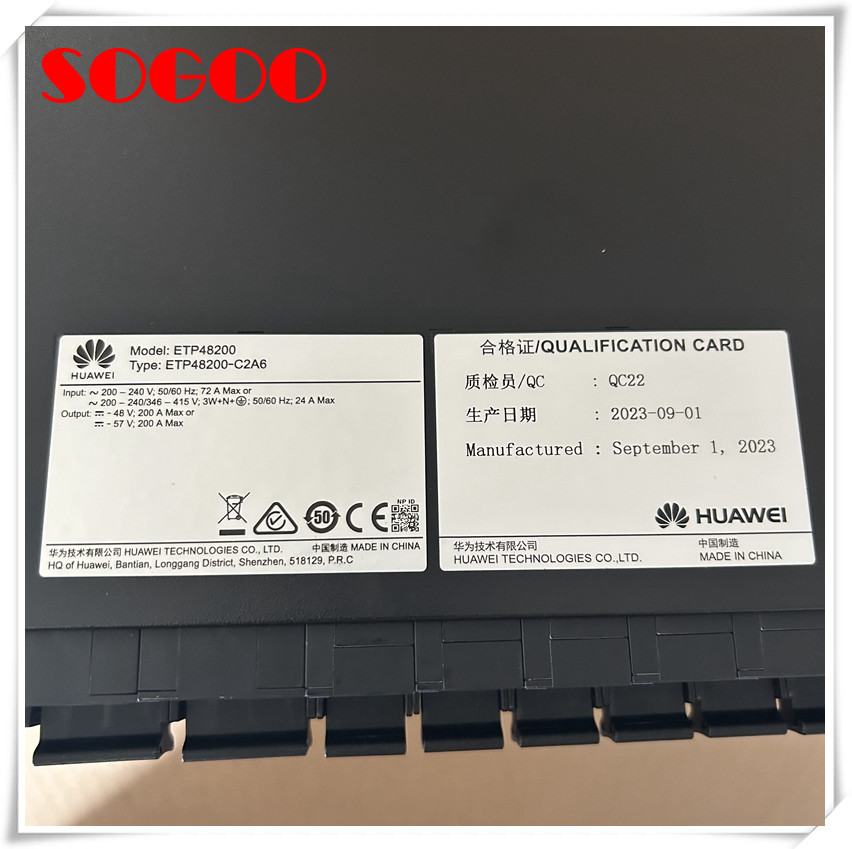 SOGOO
HUAWEI
Model: ETP48200
Type: ETP48200-C2A6
Input: ~ 200 – 240 V; 50/60 Hz; 72 A Max or
~ 200 – 240/346 – 415 V; 3W+N+⏚; 50/60 Hz; 24 A Max
Output: ⎓ - 48 V; 200 A Max or
⎓ - 57 V; 200 A Max
50
CE
NP ID
华为技术有限公司 HUAWEI TECHNOLOGIES CO., LTD. 中国制造 MADE IN CHINA
HQ of Huawei, Bantian, Longgang District, Shenzhen, 518129, P.R.C
合格证/QUALIFICATION CARD
质检员/QC : QC22
生产日期 : 2023-09-01
Manufactured : September 1, 2023
HUAWEI
华为技术有限公司 中国制造
HUAWEI TECHNOLOGIES CO., LTD. MADE IN CHINA